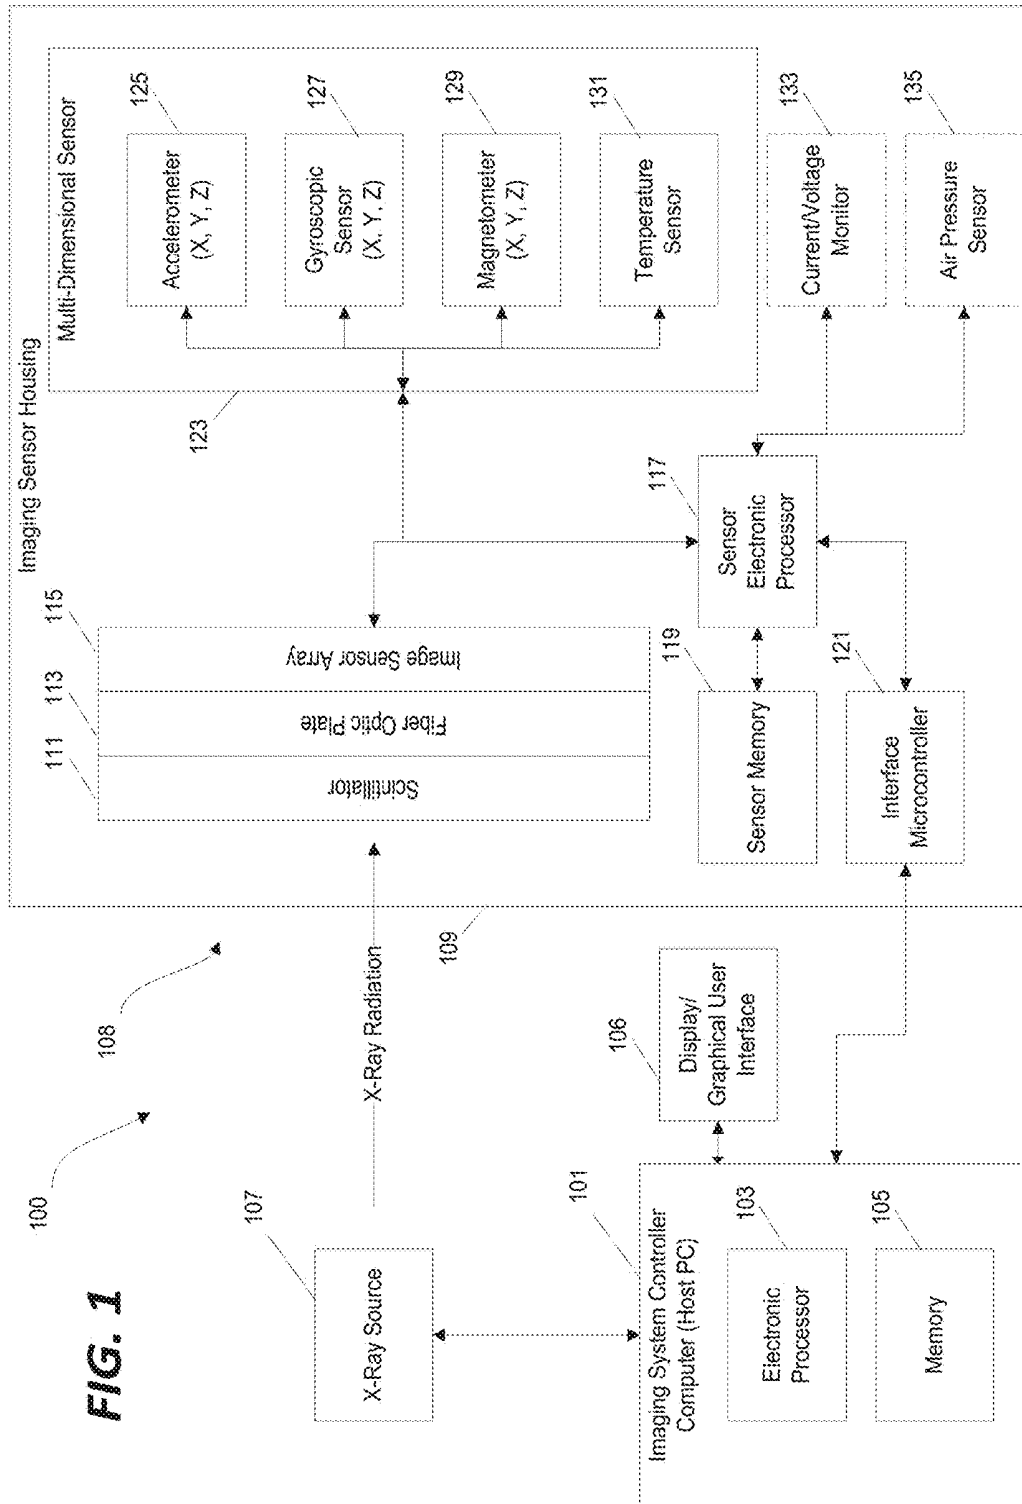 FIG. 1
100
108
Imaging Sensor Housing
109
X-Ray Source
107
X-Ray Radiation
Scintillator
111
Fiber Optic Plate
113
Image Sensor Array
115
Multi-Dimensional Sensor
123
Accelerometer
(X, Y, Z)
125
Gyroscopic
Sensor
(X, Y, Z)
127
Magnetometer
(X, Y, Z)
129
Temperature
Sensor
131
Current/Voltage
Monitor
133
Air Pressure
Sensor
135
Sensor
Electronic
Processor
117
Sensor Memory
119
Interface
Microcontroller
121
Display/
Graphical User
Interface
106
Imaging System Controller
Computer (Host PC)
101
Electronic
Processor
103
Memory
105